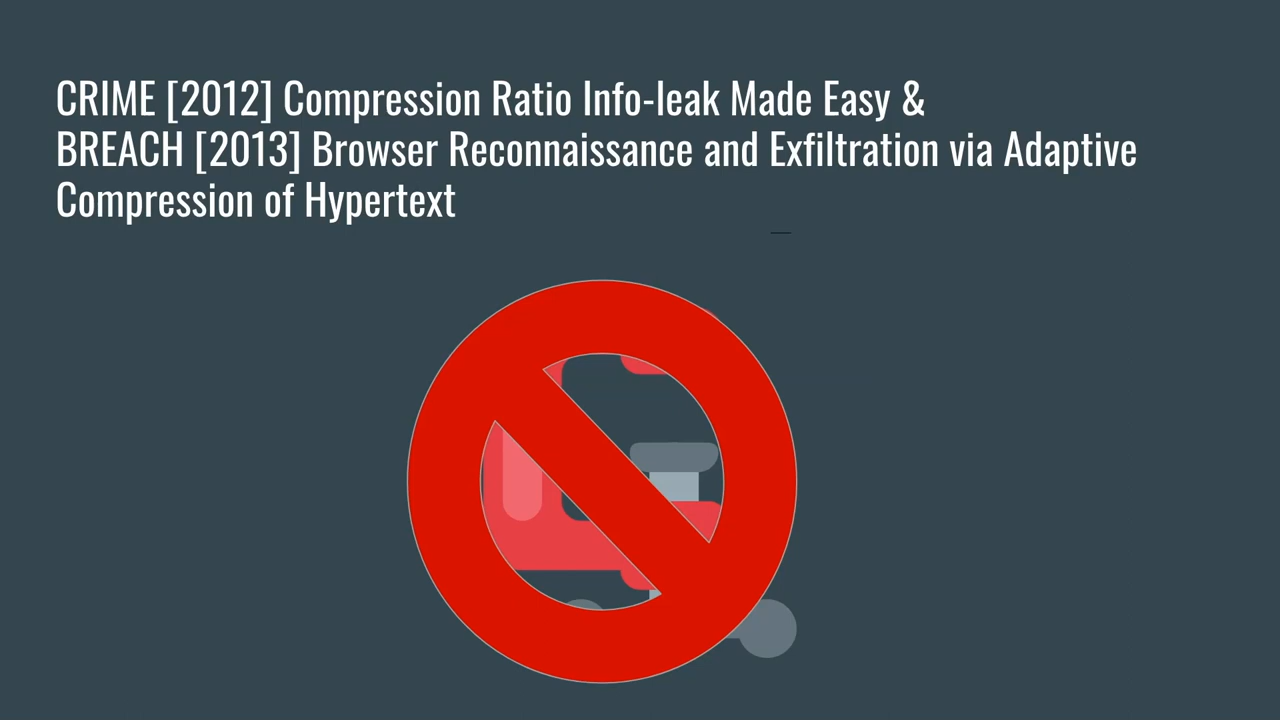 CRIME [2012] Compression Ratio Info-leak Made Easy &
BREACH [2013] Browser Reconnaissance and Exfiltration via Adaptive
Compression of Hypertext